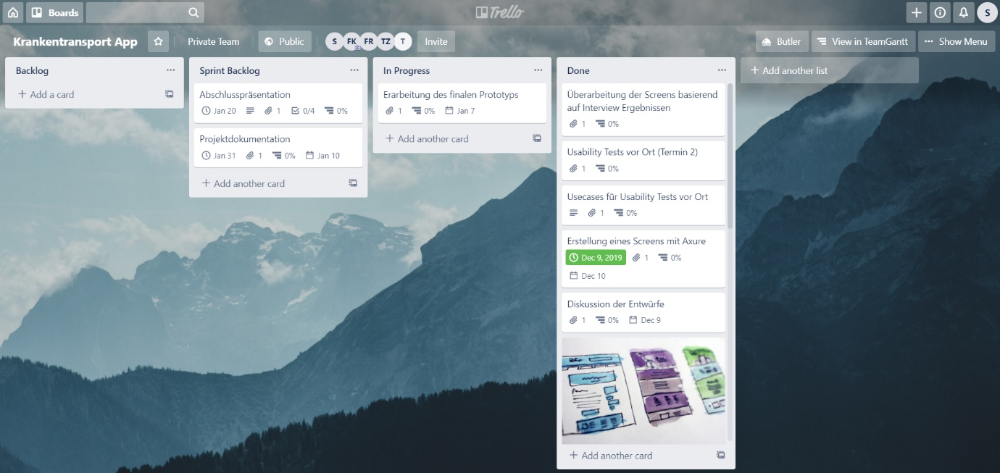 Boards
Trello
S
Krankentransport App
Private Team
Public
S FK FR TZ T
Invite
Butler
View in TeamGantt
Show Menu
Backlog
Add a card
Sprint Backlog
Abschlusspräsentation
Jan 20 1 0/4 0%
Projektdokumentation
Jan 31 1 0% Jan 10
Add another card
In Progress
Erarbeitung des finalen Prototyps
1 0% Jan 7
Add another card
Done
Überarbeitung der Screens basierend
auf Interview Ergebnissen
1 0%
Usability Tests vor Ort (Termin 2)
1 0%
Usecases für Usability Tests vor Ort
1 0%
Erstellung eines Screens mit Axure
Dec 9, 2019 1 0%
Dec 10
Diskussion der Entwürfe
1 0% Dec 9
Add another card
Add another list